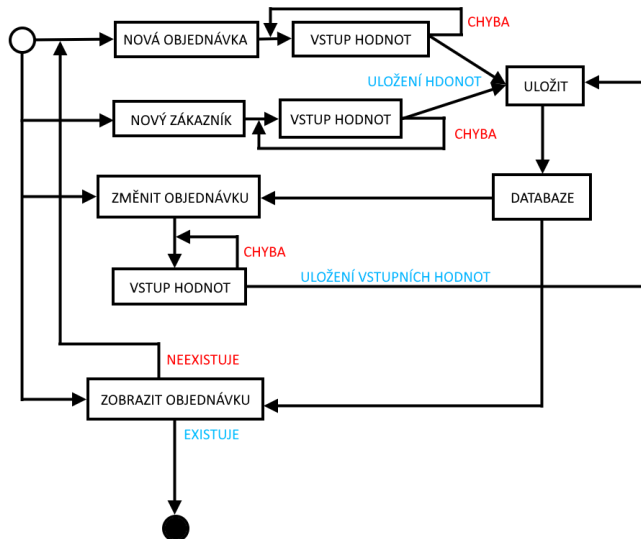 CHYBA
NOVÁ OBJEDNÁVKA
VSTUP HODNOT
ULOŽENÍ HDONOT
ULOŽIT
NOVÝ ZÁKAZNÍK
VSTUP HODNOT
CHYBA
ZMĚNIT OBJEDNÁVKU
DATABAZE
CHYBA
VSTUP HODNOT
ULOŽENÍ VSTUPNÍCH HODNOT
NEEXISTUJE
ZOBRAZIT OBJEDNÁVKU
EXISTUJE